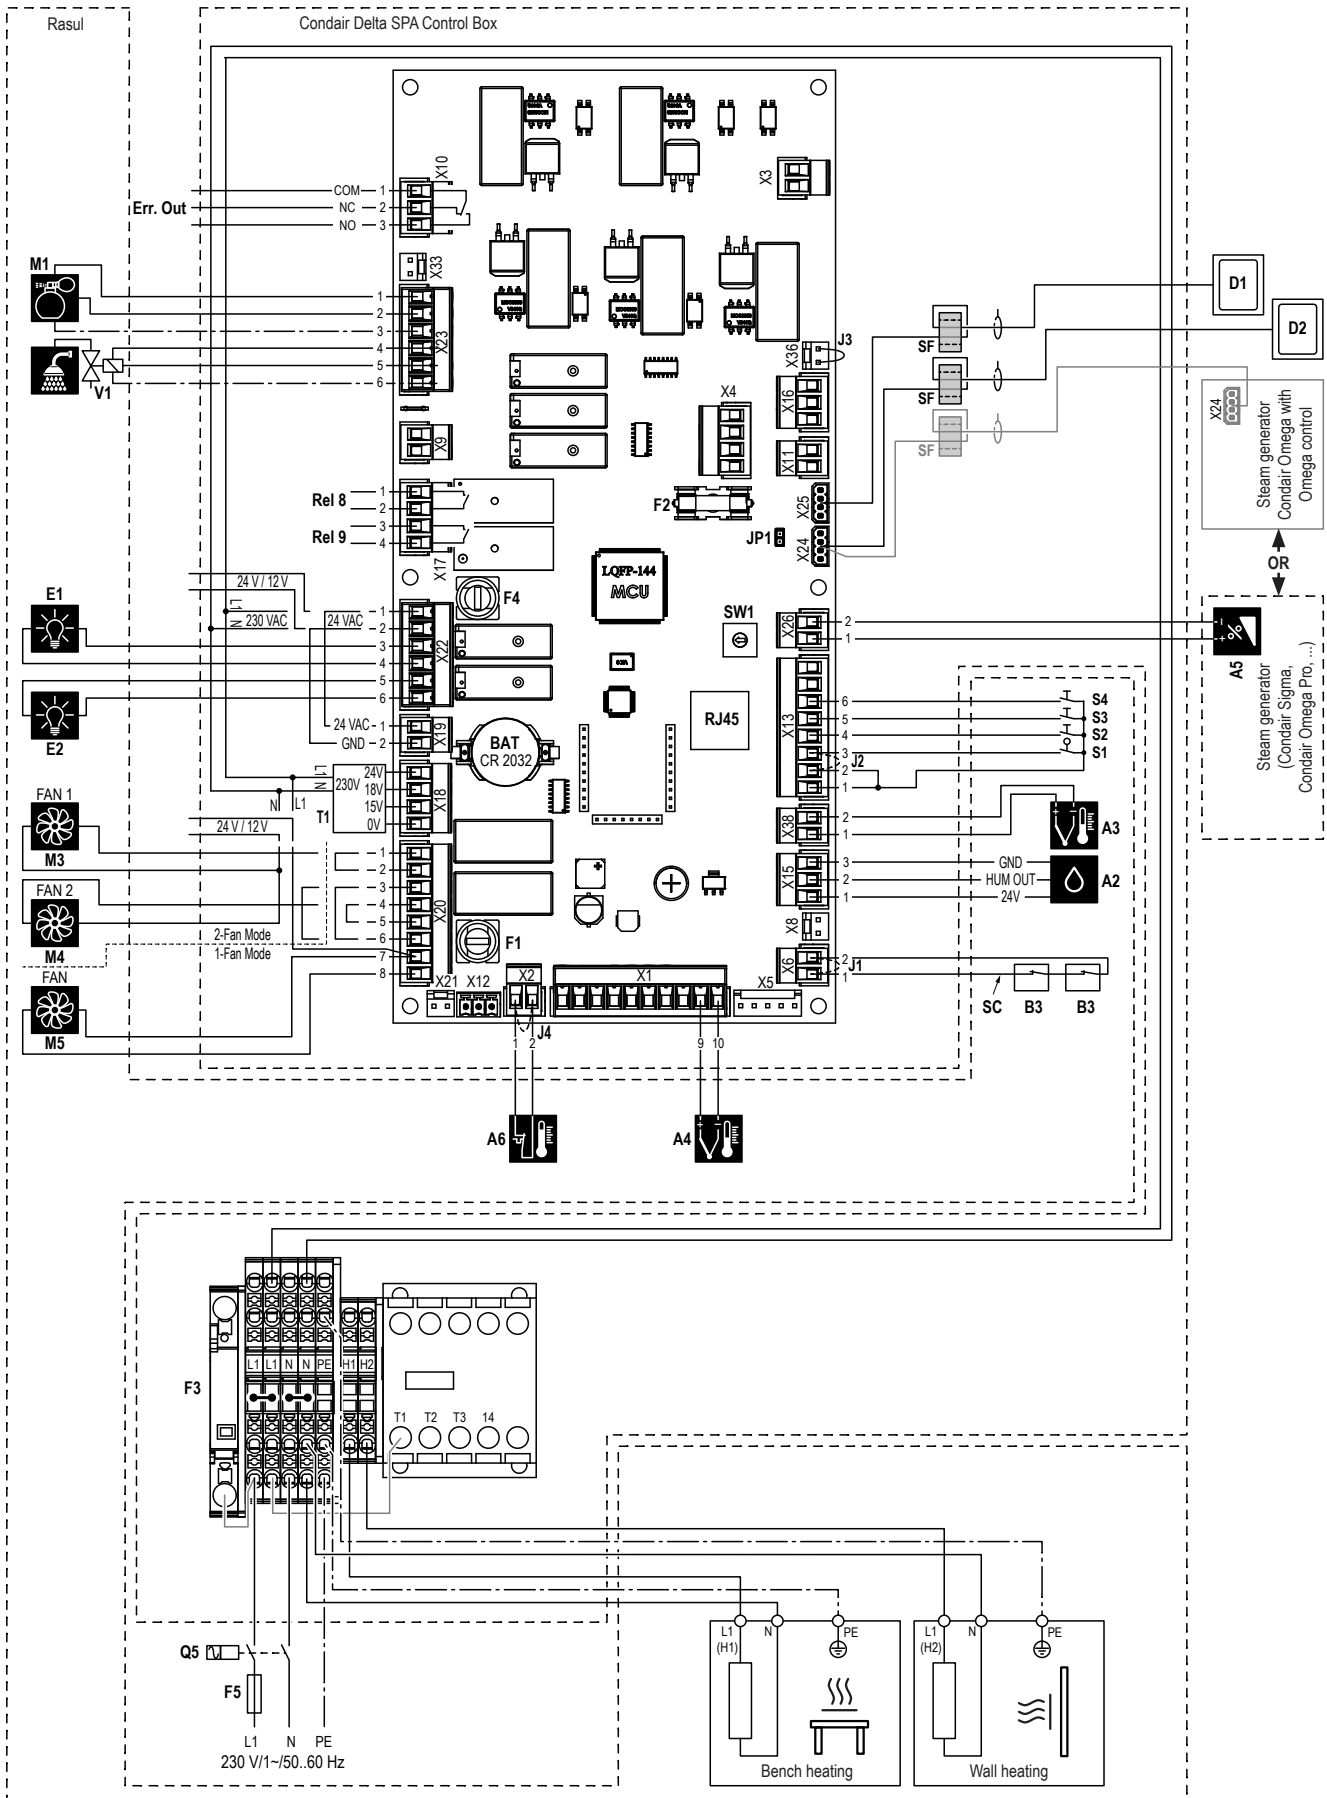 Rasul
Condair Delta SPA Control Box
X10
COM 1
Err. Out NC 2
NO 3
X3
M1
X33
1
2
3
4
5
6
X23
V1
D1
D2
J3
X36
SF
SF
SF
X4
X16
X9
X11
X24
Steam generator
Condair Omega with
Omega control
Rel 8
1
2
Rel 9
3
4
X17
F2
X25
JP1
X24
OR
LQFP-144
MCU
F4
24 V / 12 V
E1
L1
N
230 VAC
24 VAC
1
2
3
4
5
6
X22
SW1
X26
2
1
A5
%
- +
Steam generator
(Condair Sigma,
Condair Omega Pro, ...)
E2
RJ45
X13
6
5
4
3
2
1
S4
S3
S2
S1
J2
24 VAC 1
GND 2
X19
BAT
CR 2032
L1
N
230V
24V
18V
15V
0V
X18
T1
N
L1
FAN 1
M3
24 V / 12 V
X38
2
1
+ -
A3
X15
3 GND
2 HUM OUT
1 24V
A2
FAN 2
M4
1
2
3
4
5
6
7
8
X20
2-Fan Mode
1-Fan Mode
F1
X8
X6
2
1
J1
SC
B3
B3
FAN
M5
X21
X12
X2
X1
X5
J4
1 2
9 10
A6
A4
+ -
F3
L1 L1 N N PE H1 H2
T1 T2 T3 14
Q5
F5
L1 N PE
230 V/1~/50..60 Hz
L1
(H1)
N
PE
Bench heating
L1
(H2)
N
PE
Wall heating